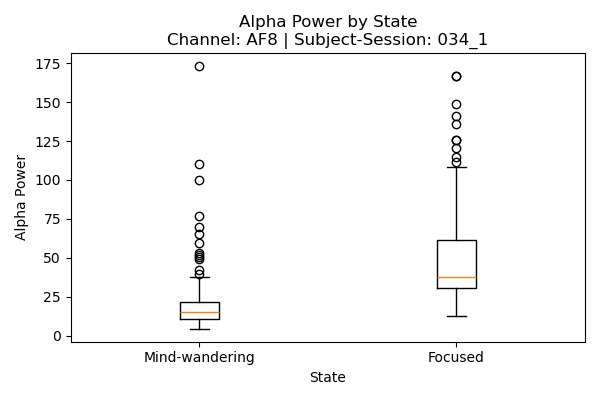 Alpha Power by State
Channel: AF8 | Subject-Session: 034_1
175
150
125
100
75
50
25
0
Alpha Power
Mind-wandering
Focused
State